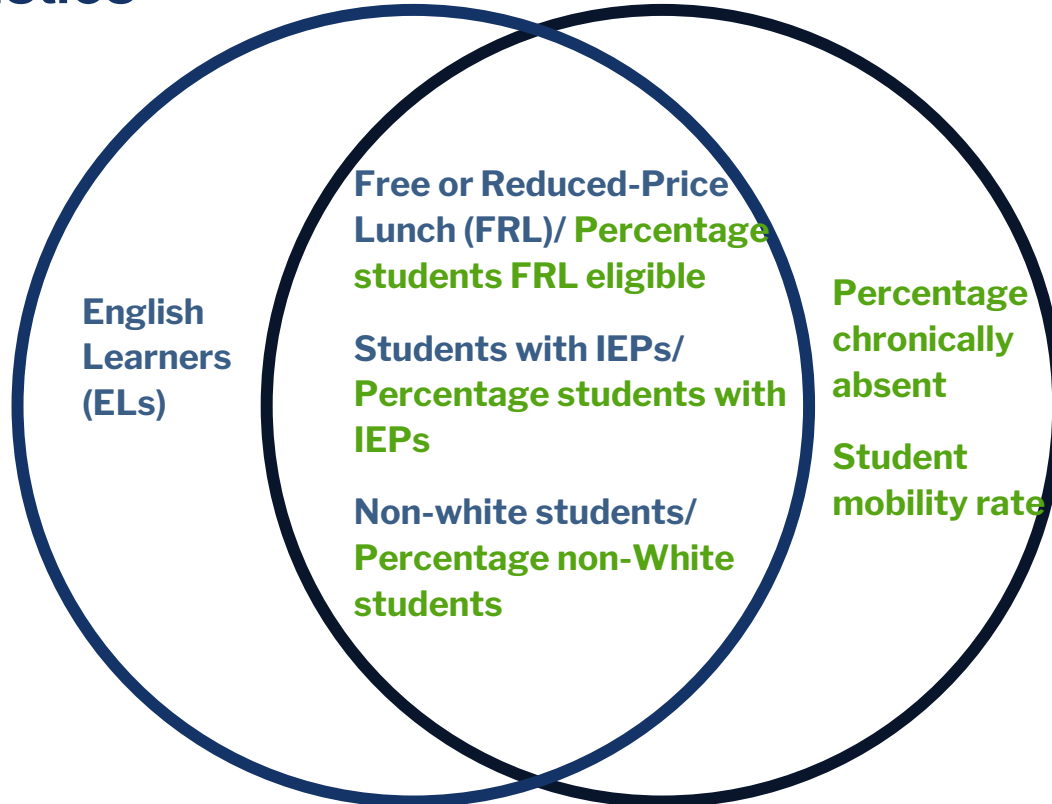 English
Learners
(ELs)
Free or Reduced-Price
Lunch (FRL)/ Percentage
students FRL eligible
Students with IEPs/
Percentage students with
IEPs
Non-white students/
Percentage non-White
students
Percentage
chronically
absent
Student
mobility rate